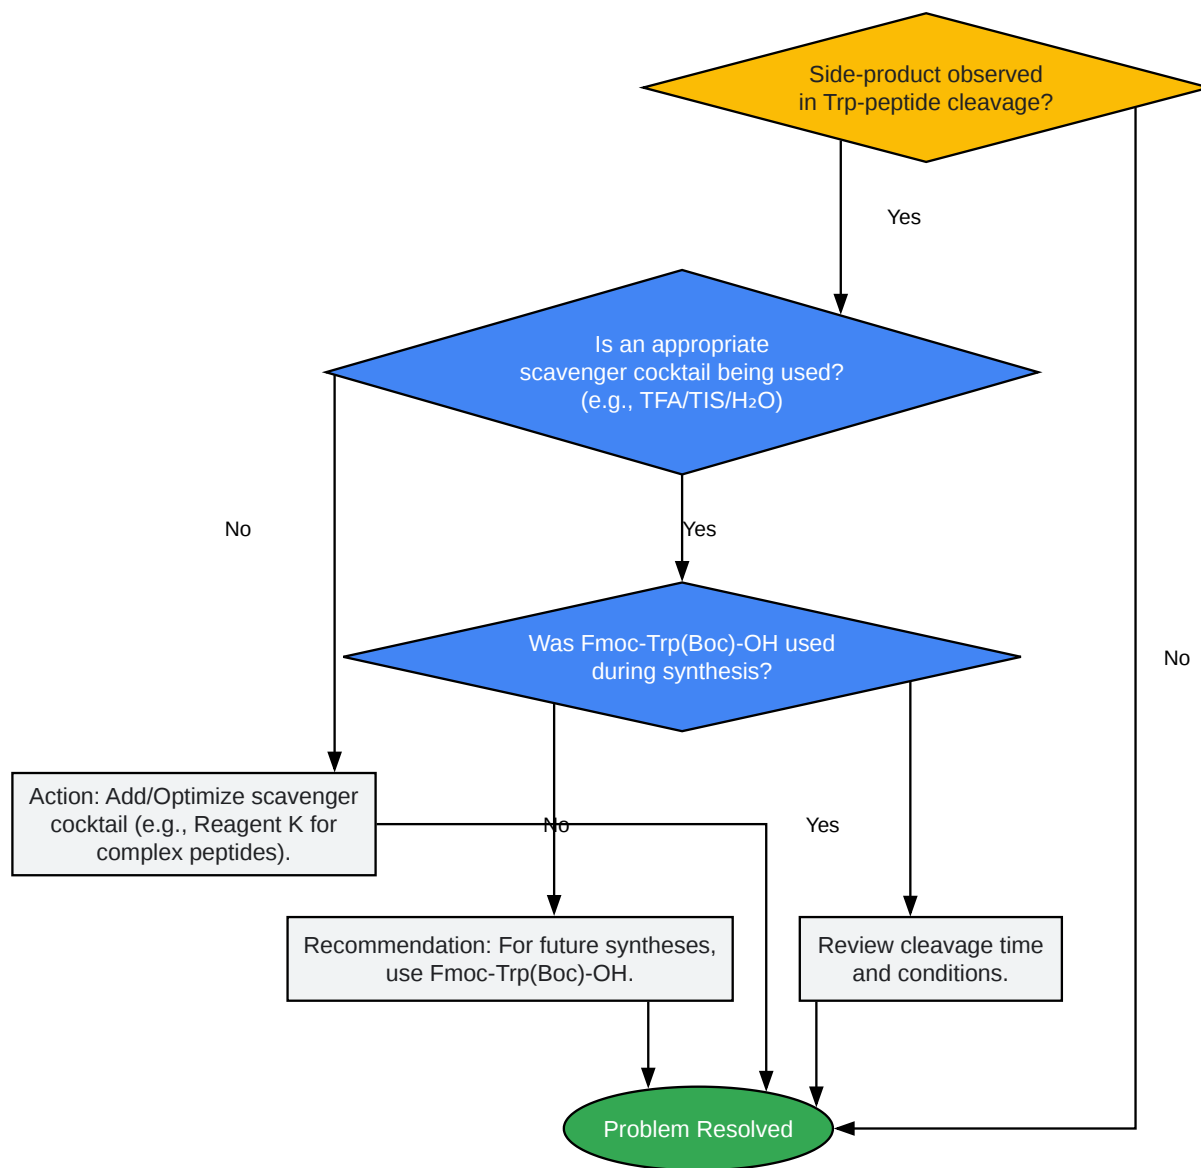 Side-product observed
in Trp-peptide cleavage?
Yes
Is an appropriate
scavenger cocktail being used?
(e.g., TFA/TIS/H₂O)
No
Yes
Was Fmoc-Trp(Boc)-OH used
during synthesis?
No
Action: Add/Optimize scavenger
cocktail (e.g., Reagent K for
complex peptides).
No
Yes
Recommendation: For future syntheses,
use Fmoc-Trp(Boc)-OH.
Review cleavage time
and conditions.
Problem Resolved